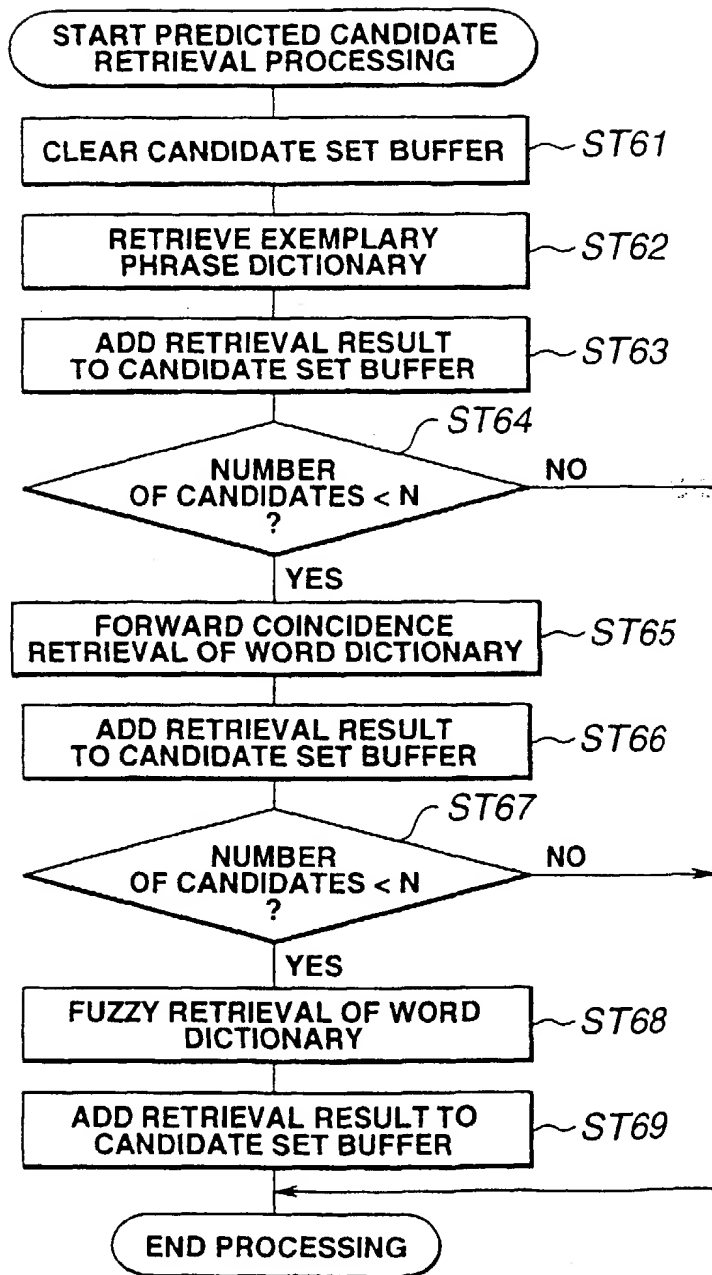 START PREDICTED CANDIDATE
RETRIEVAL PROCESSING
CLEAR CANDIDATE SET BUFFER
ST61
RETRIEVE EXEMPLARY
PHRASE DICTIONARY
ST62
ADD RETRIEVAL RESULT
TO CANDIDATE SET BUFFER
ST63
ST64
NUMBER
OF CANDIDATES < N
?
NO
YES
FORWARD COINCIDENCE
RETRIEVAL OF WORD DICTIONARY
ST65
ADD RETRIEVAL RESULT
TO CANDIDATE SET BUFFER
ST66
ST67
NUMBER
OF CANDIDATES < N
?
NO
YES
FUZZY RETRIEVAL OF WORD
DICTIONARY
ST68
ADD RETRIEVAL RESULT TO
CANDIDATE SET BUFFER
ST69
END PROCESSING